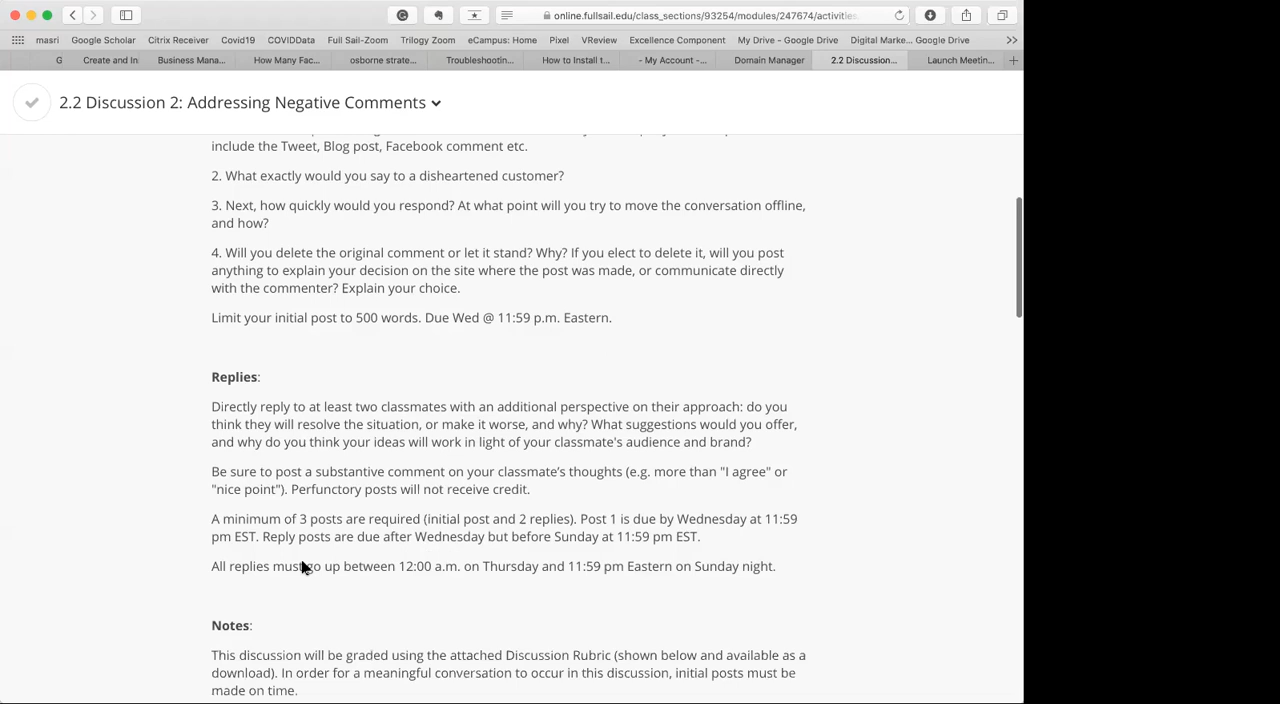 online.fullsail.edu/class_sections/93254/modules/247674/activities
masri Google Scholar Citrix Receiver Covid19 COVIDData Full Sail-Zoom Trilogy Zoom eCampus: Home Pixel VReview Excellence Component My Drive – Google Drive Digital Marke... Google Drive
G Create and In Business Mana... How Many Fac... osborne strate... Troubleshootin... How to Install t... - My Account -... Domain Manager 2.2 Discussion... Launch Meetin...
2.2 Discussion 2: Addressing Negative Comments
include the Tweet, Blog post, Facebook comment etc.
2. What exactly would you say to a disheartened customer?
3. Next, how quickly would you respond? At what point will you try to move the conversation offline,
and how?
4. Will you delete the original comment or let it stand? Why? If you elect to delete it, will you post
anything to explain your decision on the site where the post was made, or communicate directly
with the commenter? Explain your choice.
Limit your initial post to 500 words. Due Wed @ 11:59 p.m. Eastern.
Replies:
Directly reply to at least two classmates with an additional perspective on their approach: do you
think they will resolve the situation, or make it worse, and why? What suggestions would you offer,
and why do you think your ideas will work in light of your classmate's audience and brand?
Be sure to post a substantive comment on your classmate’s thoughts (e.g. more than "I agree" or
"nice point"). Perfunctory posts will not receive credit.
A minimum of 3 posts are required (initial post and 2 replies). Post 1 is due by Wednesday at 11:59
pm EST. Reply posts are due after Wednesday but before Sunday at 11:59 pm EST.
All replies must go up between 12:00 a.m. on Thursday and 11:59 pm Eastern on Sunday night.
Notes:
This discussion will be graded using the attached Discussion Rubric (shown below and available as a
download). In order for a meaningful conversation to occur in this discussion, initial posts must be
made on time.